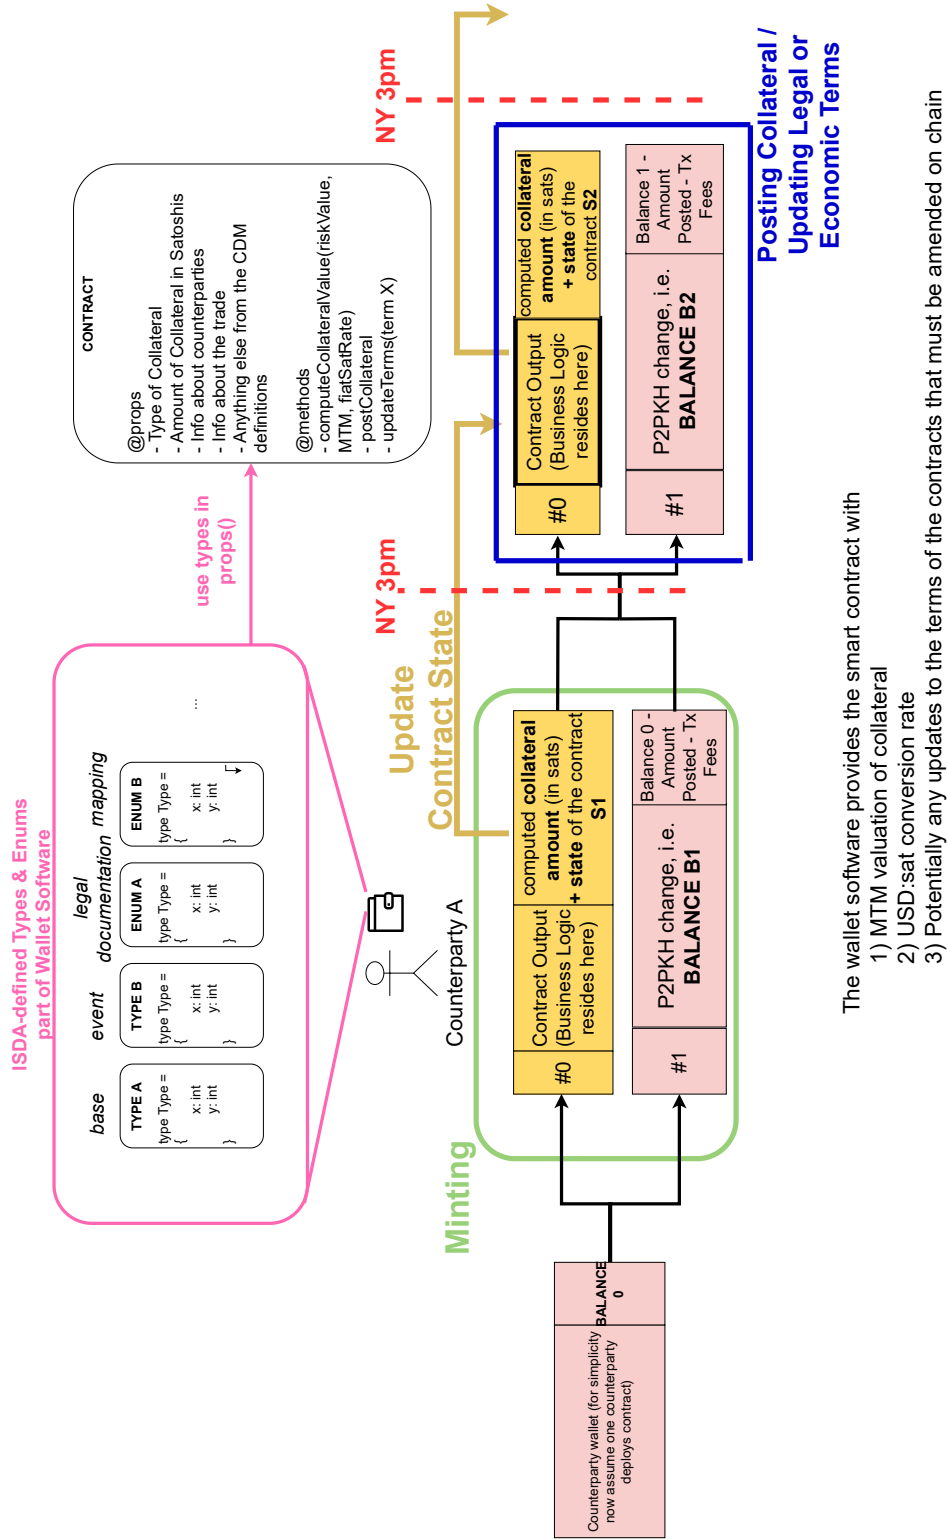 ISDA-defined Types & Enums
part of Wallet Software
base
event
legal
documentation
mapping
TYPE A
type Type =
{
x: int
y: int
}
TYPE B
type Type =
{
x: int
y: int
}
ENUM A
type Type =
{
x: int
y: int
}
ENUM B
type Type =
{
x: int
y: int
}
...
use types in
props()
CONTRACT
@props
- Type of Collateral
- Amount of Collateral in Satoshis
- Info about counterparties
- Info about the trade
- Anything else from the CDM
definitions
@methods
- computeCollateralValue(riskValue,
MTM, fiatSatRate)
- postCollateral
- updateTerms(term X)
Counterparty A
Update
Contract State
NY 3pm
NY 3pm
Minting
Counterparty wallet (for simplicity
now assume one counterparty
deploys contract)
BALANCE
0
#0
Contract Output
(Business Logic
resides here)
computed collateral
amount (in sats)
+ state of the contract
S1
#1
P2PKH change, i.e.
BALANCE B1
Balance 0 -
Amount
Posted - Tx
Fees
#0
Contract Output
(Business Logic
resides here)
computed collateral
amount (in sats)
+ state of the
contract S2
#1
P2PKH change, i.e.
BALANCE B2
Balance 1 -
Amount
Posted - Tx
Fees
Posting Collateral /
Updating Legal or
Economic Terms
The wallet software provides the smart contract with
1) MTM valuation of collateral
2) USD:sat conversion rate
3) Potentially any updates to the terms of the contracts that must be amended on chain